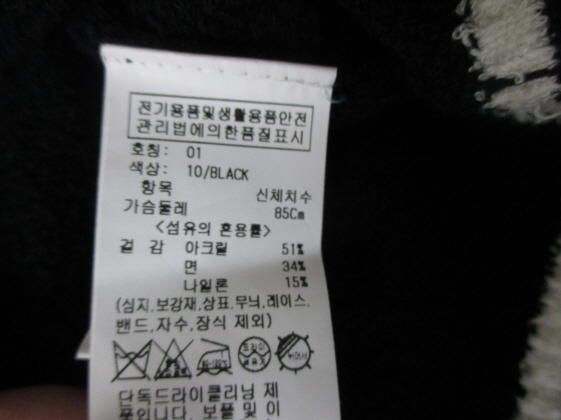 전기용품및생활용품안전
관리법에의한품질표시
호칭: 01
색상: 10/BLACK
항목 신체치수
가슴둘레 85Cm
<섬유의 혼용률>
겉 감 아크릴 51%
면 34%
나일론 15%
(심지,보강재,상표,무늬,레이스,
밴드,자수,장식 제외)
단독드라이클리닝 제
품입니다. 보풀 및 이